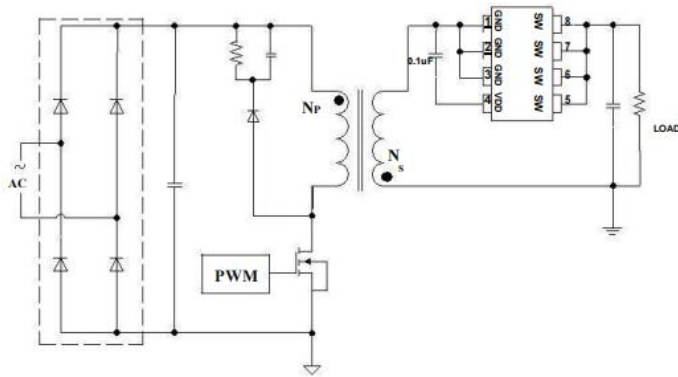 1 GND SW 8
2 GND SW 7
3 GND SW 6
4 VDD SW 5
0.1uF
NP
NS
LOAD
~
AC
PWM